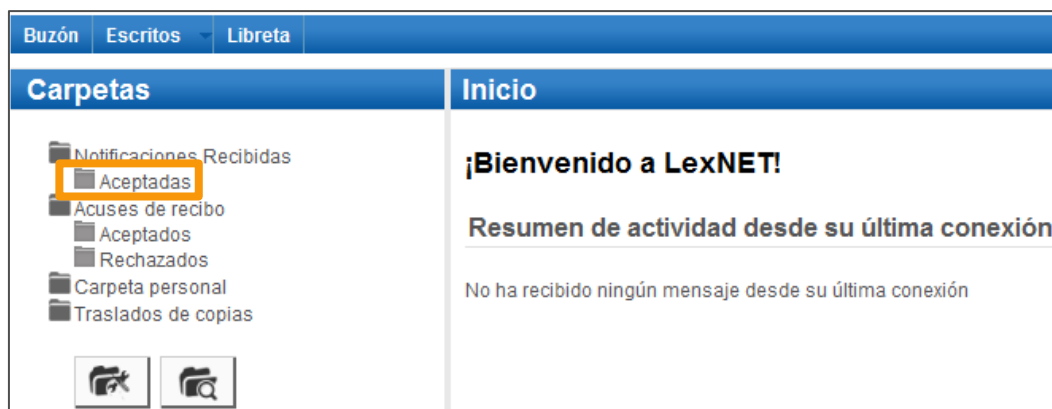 Buzón Escritos Libreta
Carpetas
Notificaciones Recibidas
Aceptadas
Acuses de recibo
Aceptados
Rechazados
Carpeta personal
Traslados de copias
Inicio
¡Bienvenido a LexNET!
Resumen de actividad desde su última conexión
No ha recibido ningún mensaje desde su última conexión